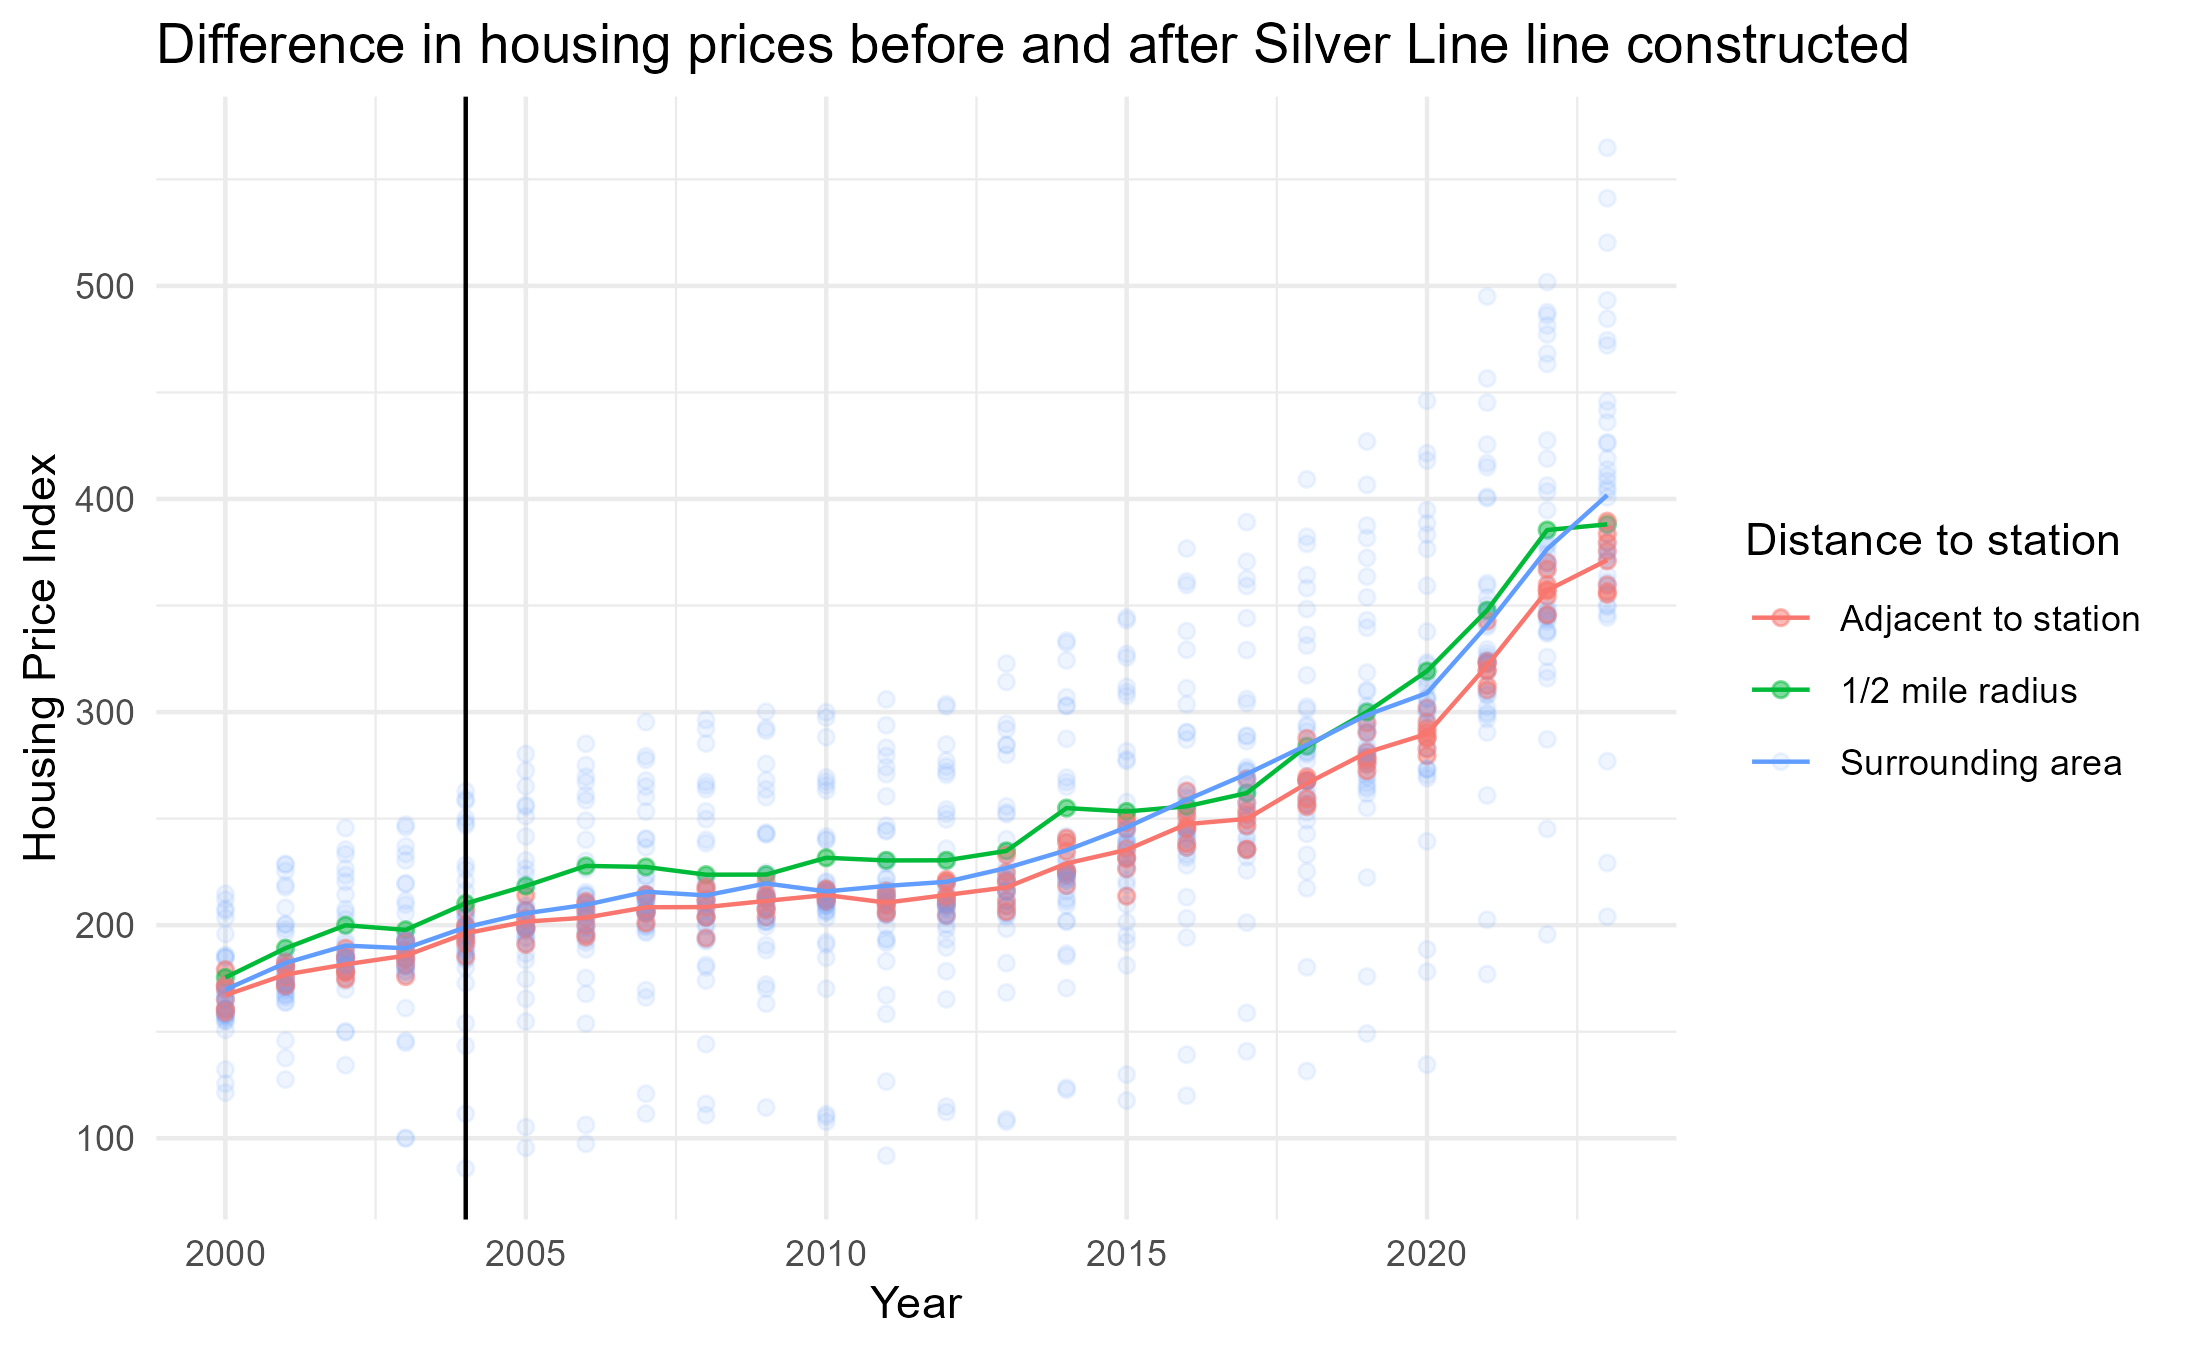 Difference in housing prices before and after Silver Line line constructed
Housing Price Index
500
400
300
200
100
2000 2005 2010 2015 2020
Year
Distance to station
Adjacent to station
1/2 mile radius
Surrounding area